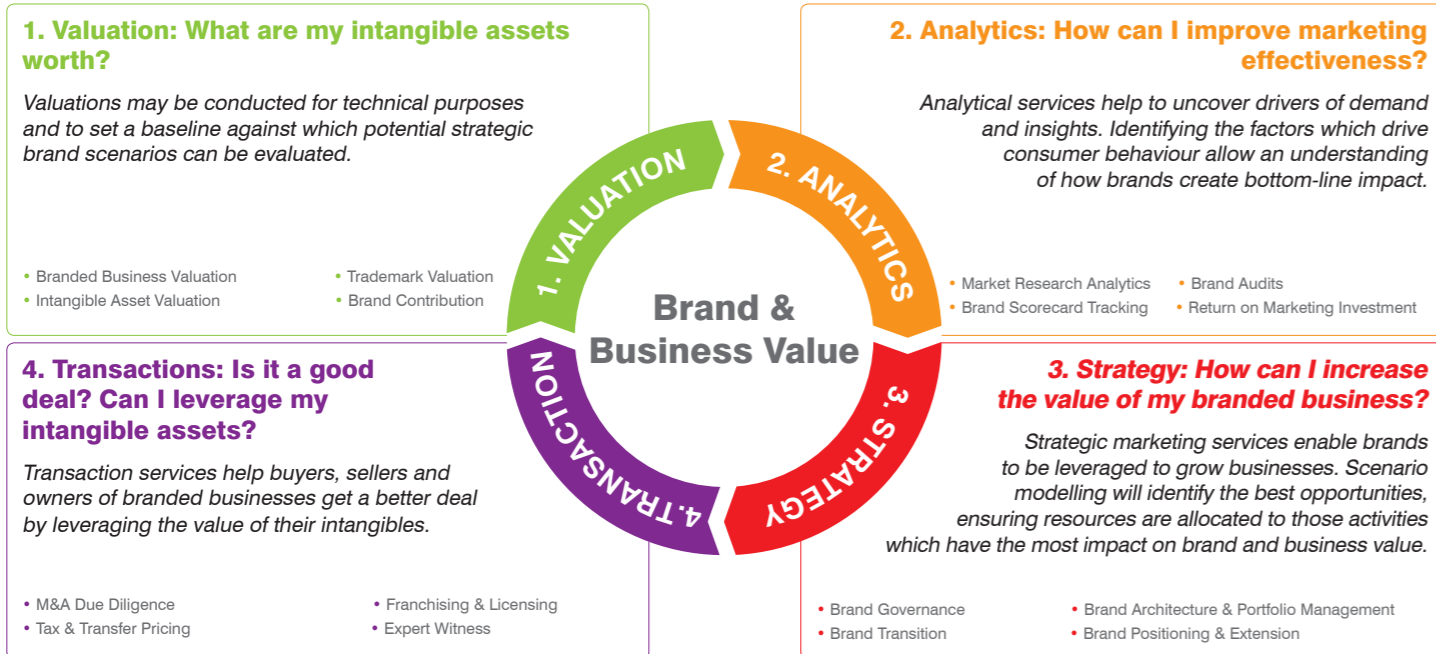 1. Valuation: What are my intangible assets
worth?
Valuations may be conducted for technical purposes
and to set a baseline against which potential strategic
brand scenarios can be evaluated.
• Branded Business Valuation
• Trademark Valuation
• Intangible Asset Valuation
• Brand Contribution
2. Analytics: How can I improve marketing
effectiveness?
Analytical services help to uncover drivers of demand
and insights. Identifying the factors which drive
consumer behaviour allow an understanding
of how brands create bottom-line impact.
• Market Research Analytics
• Brand Audits
• Brand Scorecard Tracking
• Return on Marketing Investment
1. VALUATION
2. ANALYTICS
3. STRATEGY
4.TRANSACTION
Brand &
Business Value
3. Strategy: How can I increase
the value of my branded business?
Strategic marketing services enable brands
to be leveraged to grow businesses. Scenario
modelling will identify the best opportunities,
ensuring resources are allocated to those activities
which have the most impact on brand and business value.
• Brand Governance
• Brand Architecture & Portfolio Management
• Brand Transition
• Brand Positioning & Extension
4. Transactions: Is it a good
deal? Can I leverage my
intangible assets?
Transaction services help buyers, sellers and
owners of branded businesses get a better deal
by leveraging the value of their intangibles.
• M&A Due Diligence
• Franchising & Licensing
• Tax & Transfer Pricing
• Expert Witness